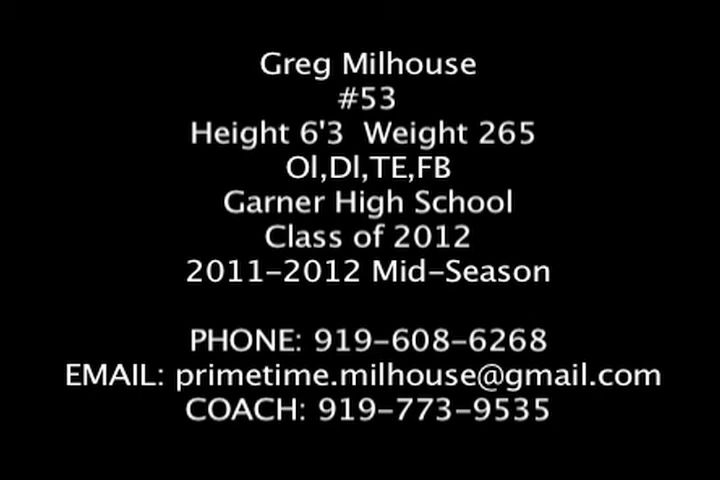 Greg Milhouse
#53
Height 6'3  Weight 265
Ol,Dl,TE,FB
Garner High School
Class of 2012
2011-2012 Mid-Season
PHONE: 919-608-6268
EMAIL: primetime.milhouse@gmail.com
COACH: 919-773-9535